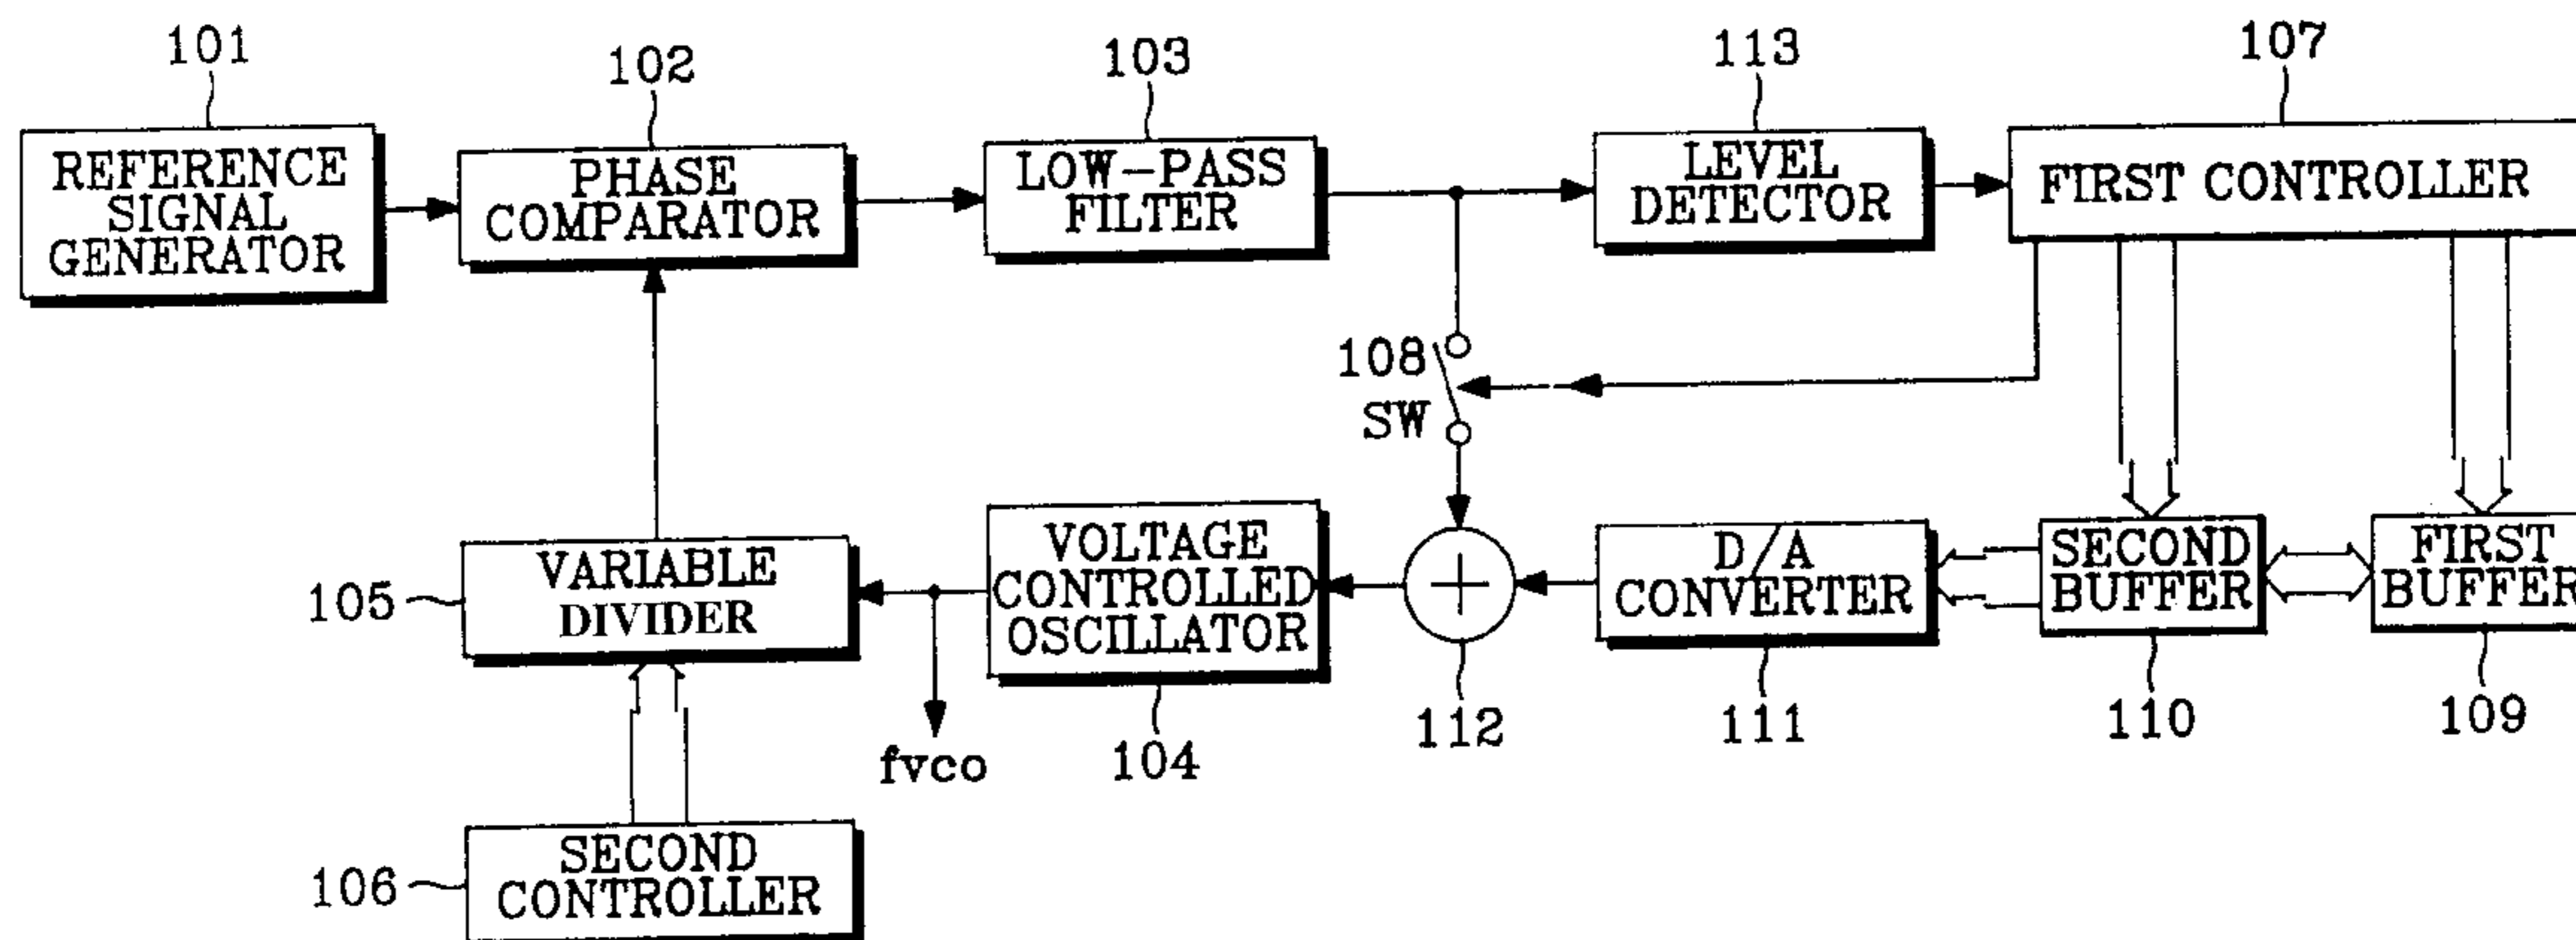 101
102
103
113
107
REFERENCE
SIGNAL
GENERATOR
PHASE
COMPARATOR
LOW-PASS
FILTER
LEVEL
DETECTOR
FIRST CONTROLLER
108
SW
105
VARIABLE
DIVIDER
VOLTAGE
CONTROLLED
OSCILLATOR
+
D/A
CONVERTER
SECOND
BUFFER
FIRST
BUFFER
fvco
104
112
111
110
109
106
SECOND
CONTROLLER